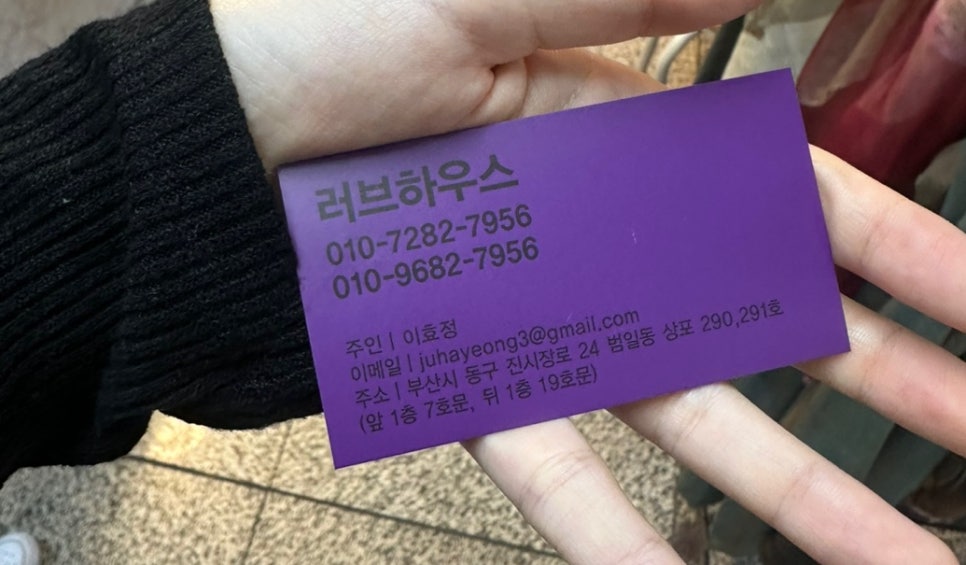 러브하우스
010-7282-7956
010-9682-7956
주인 | 이효정
이메일 | juhayeong3@gmail.com
주소 | 부산시 동구 진시장로 24 범일동 상포 290,291호
(앞 1층 7호문, 뒤 1층 19호문)